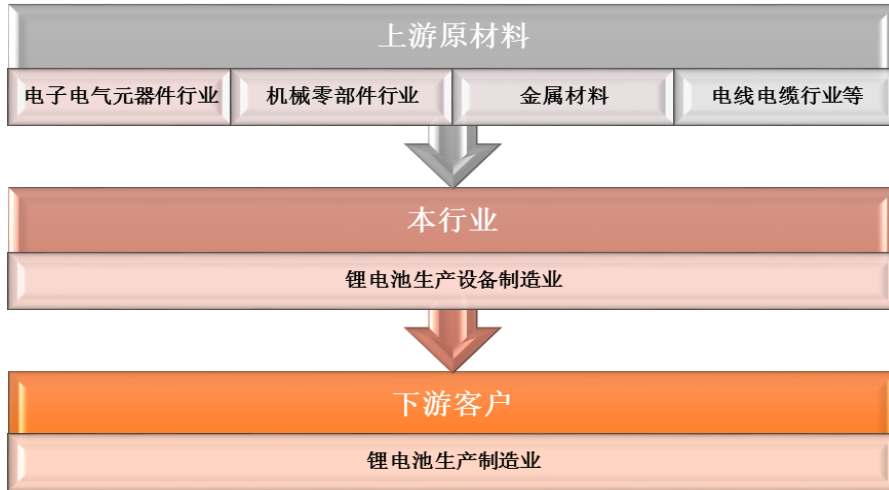 上游原材料
电子电气元器件行业 机械零部件行业 金属材料 电线电缆行业等
本行业
锂电池生产设备制造业
下游客户
锂电池生产制造业